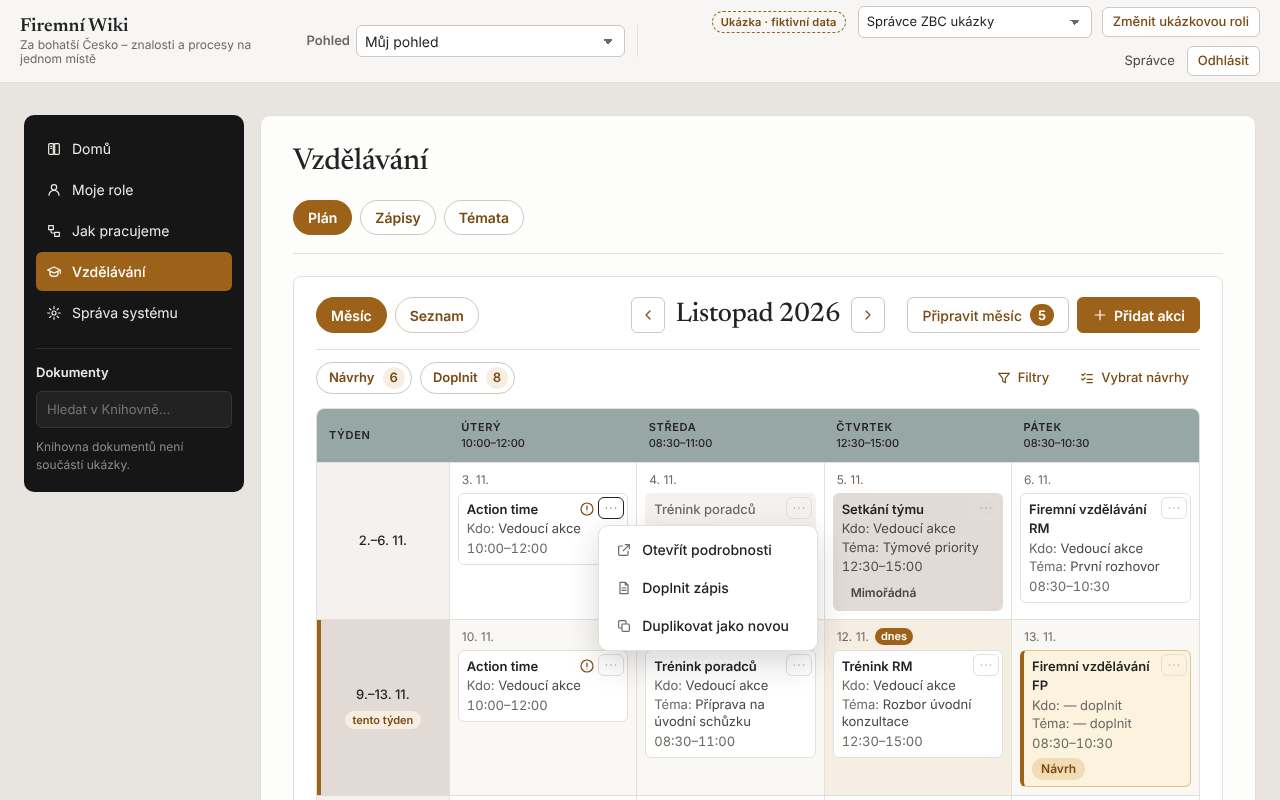 Firemní Wiki
Za bohatší Česko – znalosti a procesy na
jednom místě
Pohled
Můj pohled
Ukázka · fiktivní data
Správce ZBC ukázky
Změnit ukázkovou roli
Správce
Odhlásit
Domů
Moje role
Jak pracujeme
Vzdělávání
Správa systému
Dokumenty
Hledat v Knihovně...
Knihovna dokumentů není
součástí ukázky.
Vzdělávání
Plán
Zápisy
Témata
Měsíc
Seznam
Listopad 2026
Připravit měsíc 5
Přidat akci
Návrhy 6
Doplnit 8
Filtry
Vybrat návrhy
TÝDEN
ÚTERÝ
10:00–12:00
STŘEDA
08:30–11:00
ČTVRTEK
12:30–15:00
PÁTEK
08:30–10:30
2.–6. 11.
3. 11.
Action time
Kdo: Vedoucí akce
10:00–12:00
4. 11.
Trénink poradců
5. 11.
Setkání týmu
Kdo: Vedoucí akce
Téma: Týmové priority
12:30–15:00
Mimořádná
6. 11.
Firemní vzdělávání
RM
Kdo: Vedoucí akce
Téma: První rozhovor
08:30–10:30
Otevřít podrobnosti
Doplnit zápis
Duplikovat jako novou
9.–13. 11.
tento týden
10. 11.
Action time
Kdo: Vedoucí akce
10:00–12:00
Trénink poradců
Kdo: Vedoucí akce
Téma: Příprava na
úvodní schůzku
08:30–11:00
12. 11. dnes
Trénink RM
Kdo: Vedoucí akce
Téma: Rozbor úvodní
konzultace
12:30–15:00
13. 11.
Firemní vzdělávání
FP
Kdo: — doplnit
Téma: — doplnit
08:30–10:30
Návrh